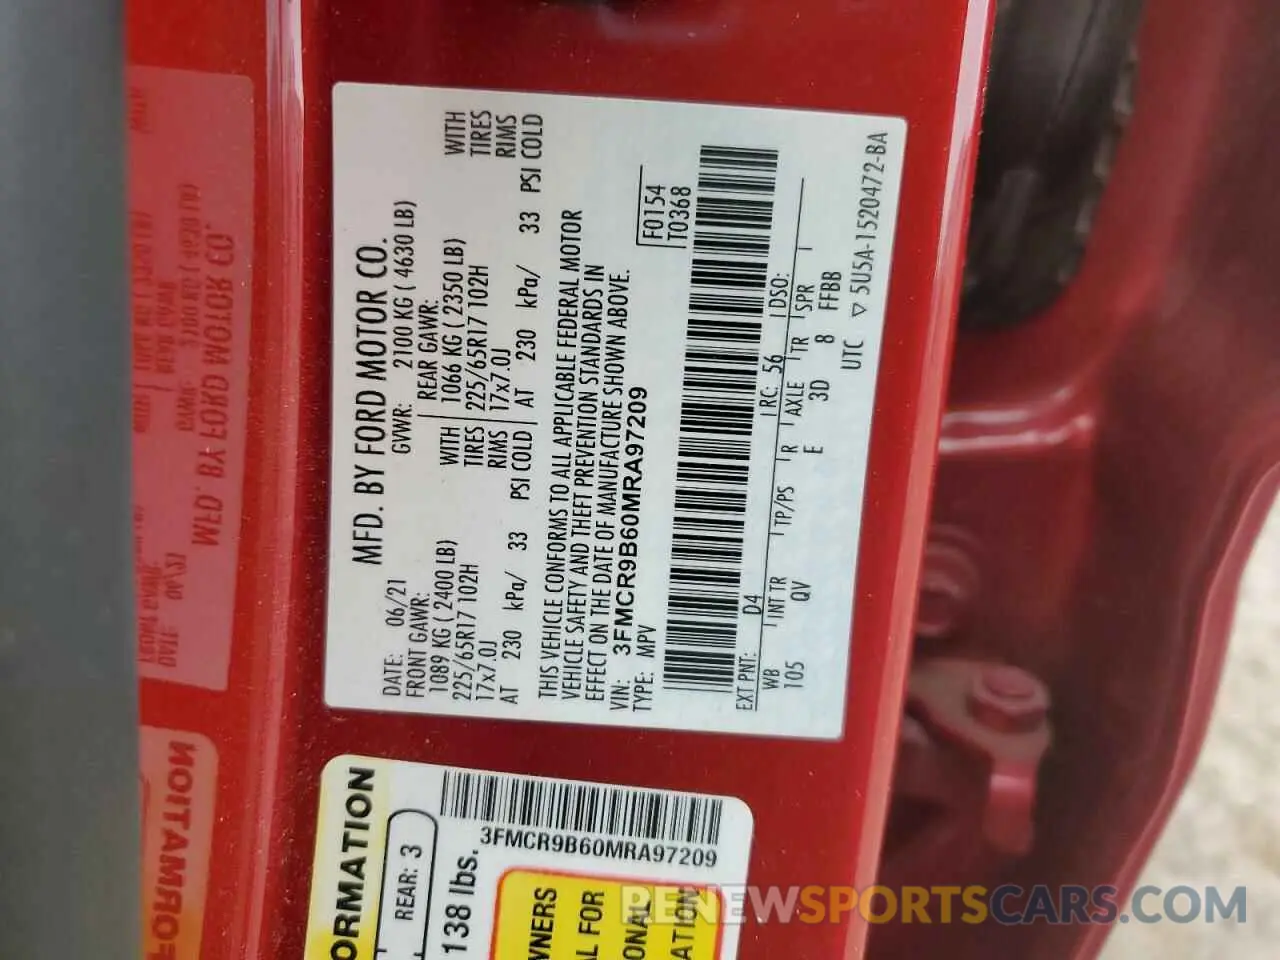 MFD. BY FORD MOTOR CO.
DATE: 06/21 GVWR: 2100 KG ( 4630 LB)
FRONT GAWR: REAR GAWR:
1089 KG ( 2400 LB) WITH 1066 KG ( 2350 LB) WITH
225/65R17 102H TIRES 225/65R17 102H TIRES
17x7.0J RIMS 17x7.0J RIMS
AT 230 kPa/ 33 PSI COLD AT 230 kPa/ 33 PSI COLD
THIS VEHICLE CONFORMS TO ALL APPLICABLE FEDERAL MOTOR
VEHICLE SAFETY AND THEFT PREVENTION STANDARDS IN
EFFECT ON THE DATE OF MANUFACTURE SHOWN ABOVE.
VIN: 3FMCR9B60MRA97209
TYPE: MPV
F0154
T0368
EXT PNT: D4 RC: 56 DSO:
WB INT TR TP/PS R AXLE TR SPR
105 QV E 3D 8 FFBB
UTC ▽ 5U5A-1520472-BA
ORMATION
REAR: 3
138 lbs.
3FMCR9B60MRA97209
WNERS
AL FOR
ONAL
ATION
RENEWSPORTSCARS.COM